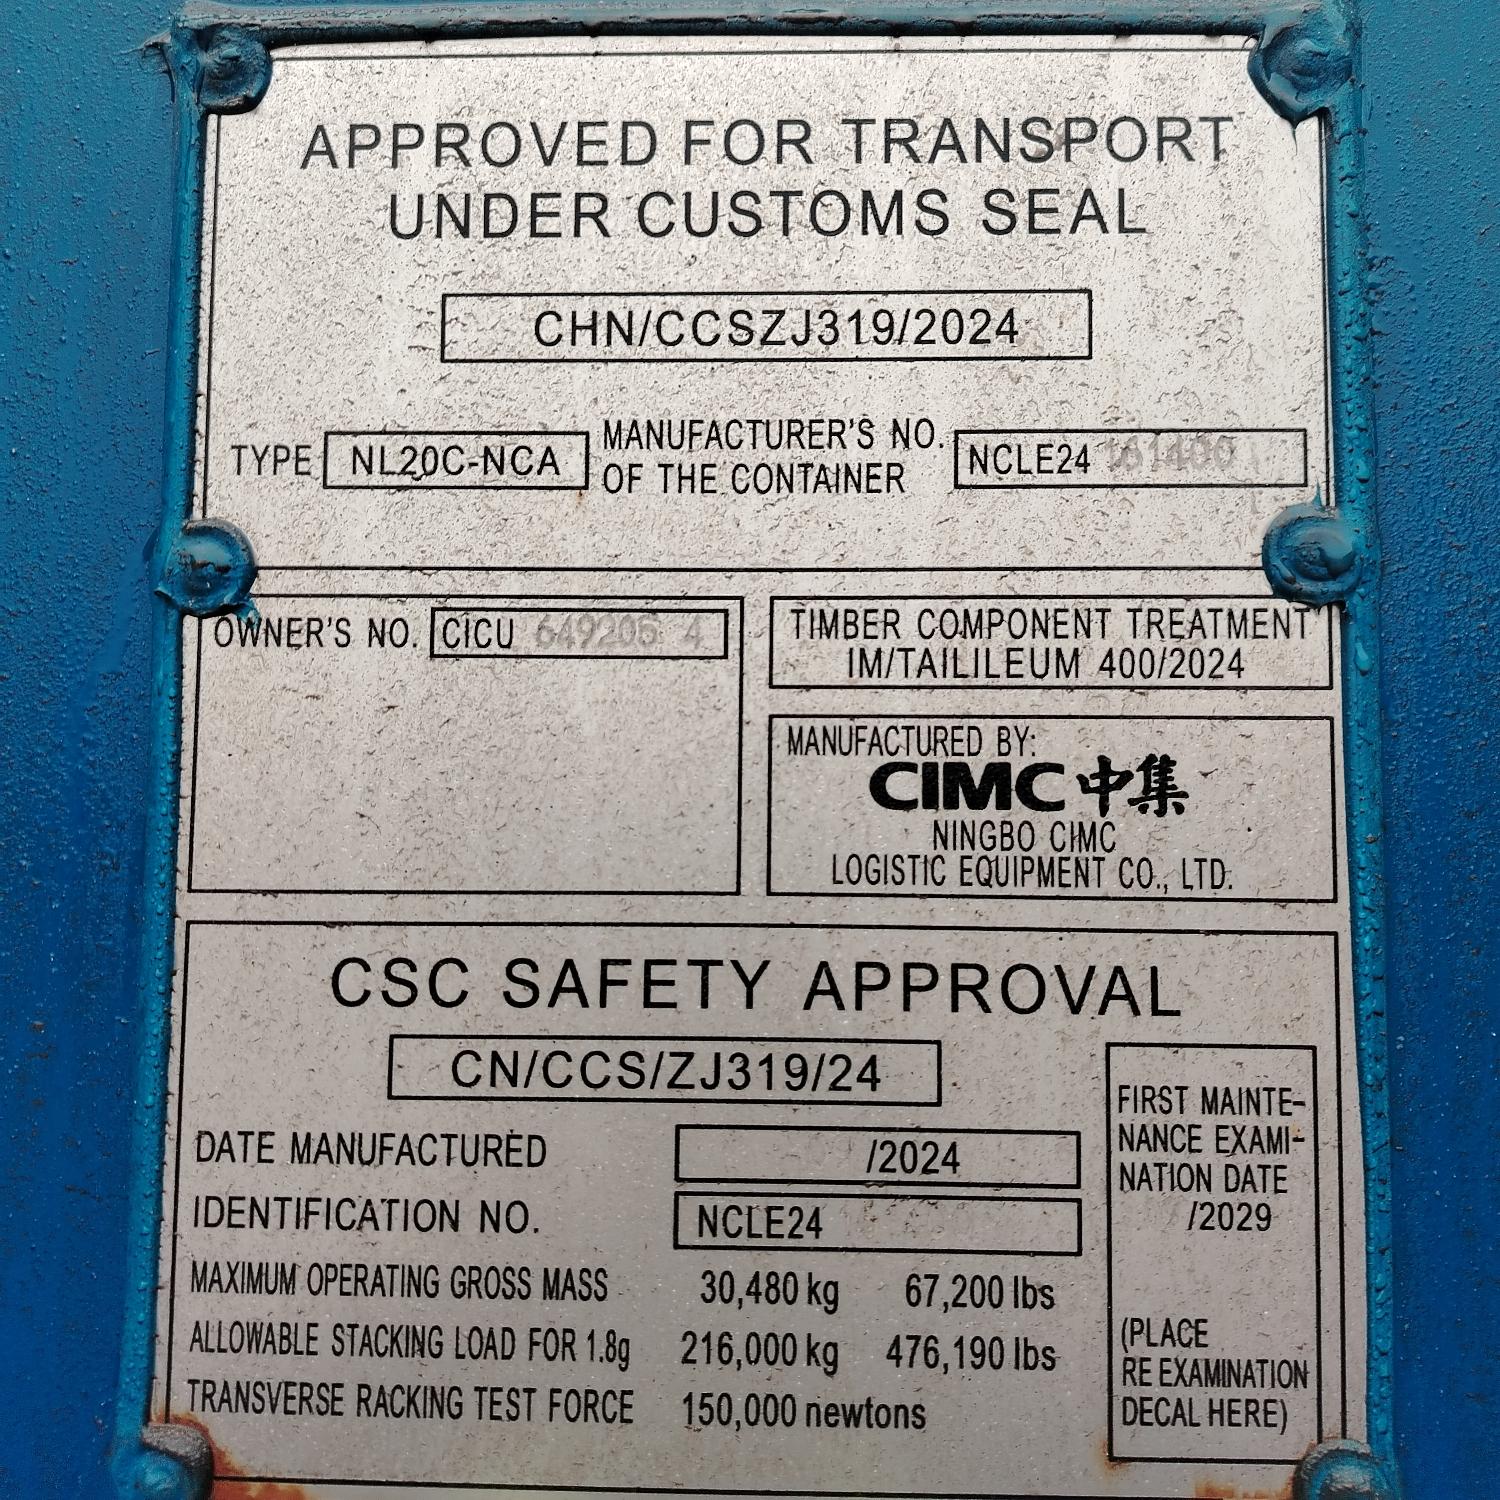 APPROVED FOR TRANSPORT
UNDER CUSTOMS SEAL
CHN/CCSZJ319/2024
TYPE NL20C-NCA MANUFACTURER'S NO. OF THE CONTAINER NCLE24
OWNER'S NO. CICU 649205 4
TIMBER COMPONENT TREATMENT
IM/TAILILEUM 400/2024
MANUFACTURED BY:
CIMC 中集
NINGBO CIMC
LOGISTIC EQUIPMENT CO., LTD.
CSC SAFETY APPROVAL
CN/CCS/ZJ319/24
DATE MANUFACTURED /2024
IDENTIFICATION NO. NCLE24
MAXIMUM OPERATING GROSS MASS 30,480 kg 67,200 lbs
ALLOWABLE STACKING LOAD FOR 1.8g 216,000 kg 476,190 lbs
TRANSVERSE RACKING TEST FORCE 150,000 newtons
FIRST MAINTE-
NANCE EXAMI-
NATION DATE
/2029
(PLACE
RE EXAMINATION
DECAL HERE)